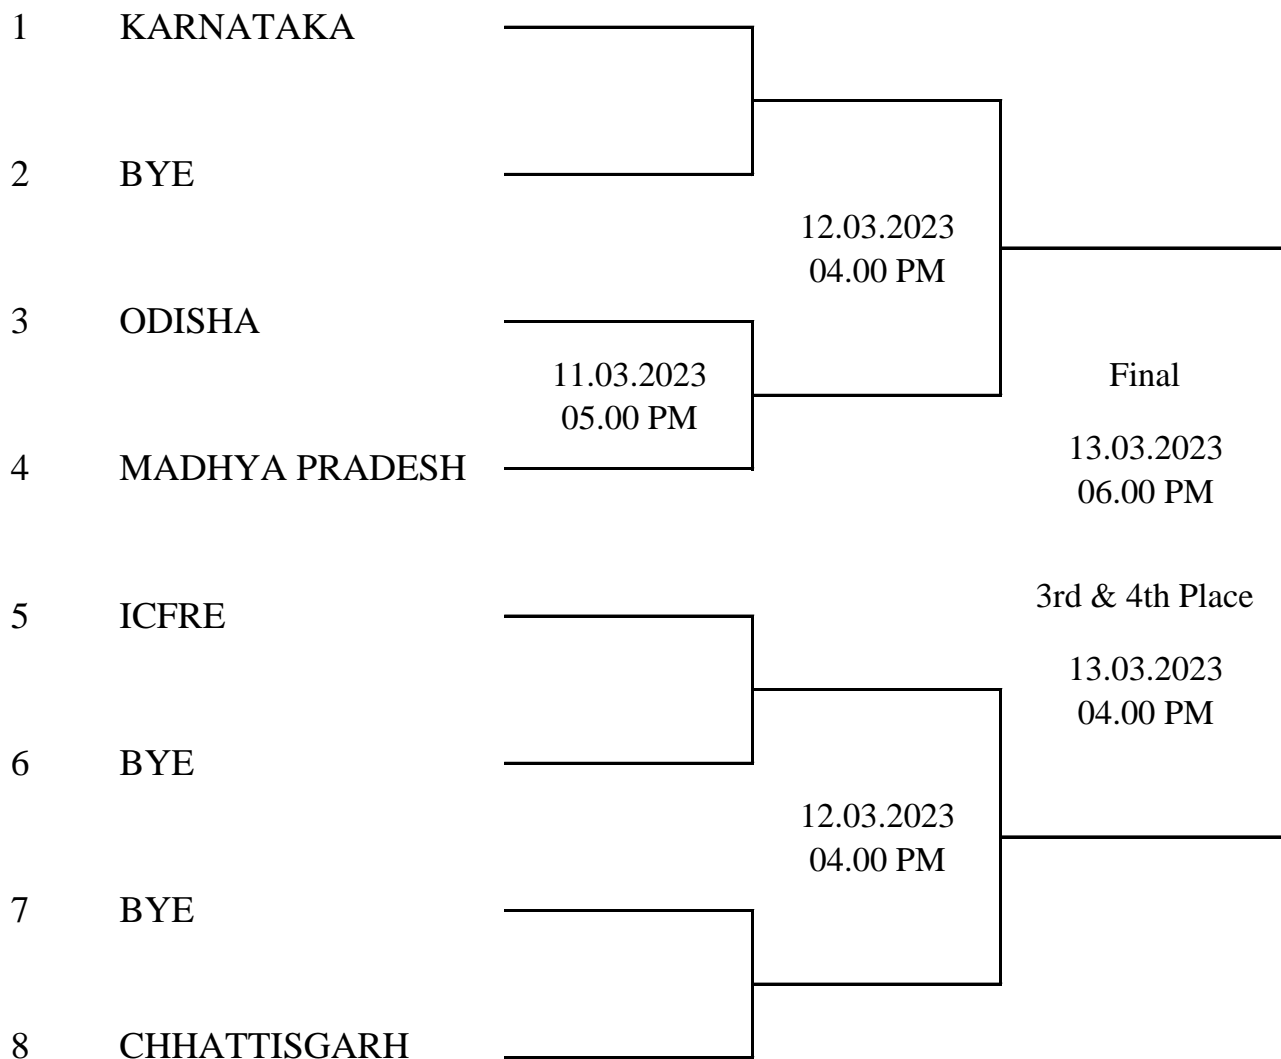 1 KARNATAKA
2 BYE
12.03.2023
04.00 PM
3 ODISHA
11.03.2023
05.00 PM
Final
4 MADHYA PRADESH
13.03.2023
06.00 PM
5 ICFRE
3rd & 4th Place
13.03.2023
04.00 PM
6 BYE
12.03.2023
04.00 PM
7 BYE
8 CHHATTISGARH